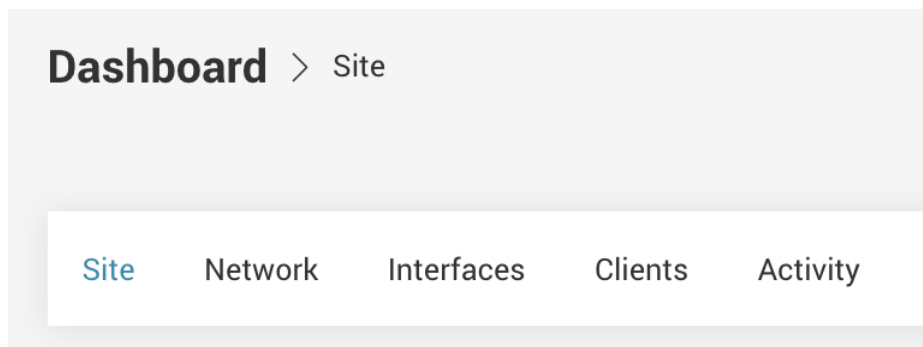 Dashboard > Site
Site Network Interfaces Clients Activity